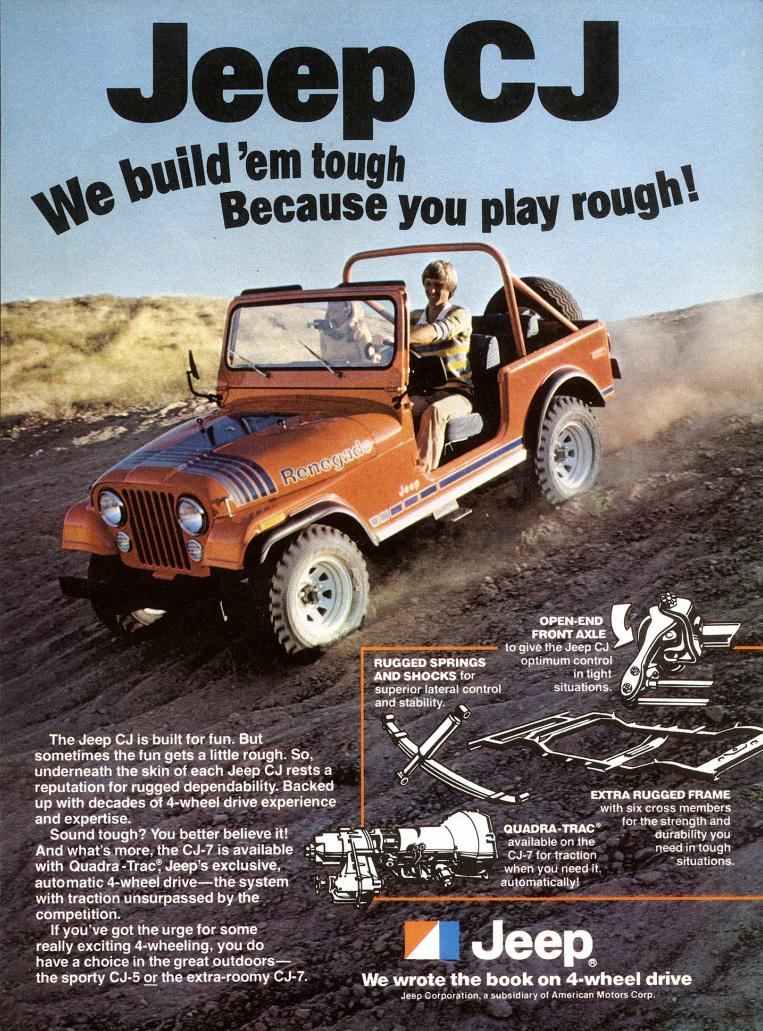 Jeep CJ
We build 'em tough
Because you play rough!
Renegade
Jeep
OPEN-END
FRONT AXLE
to give the Jeep CJ
optimum control
in tight
situations.
RUGGED SPRINGS
AND SHOCKS for
superior lateral control
and stability.
The Jeep CJ is built for fun. But
sometimes the fun gets a little rough. So,
underneath the skin of each Jeep CJ rests a
reputation for rugged dependability. Backed
up with decades of 4-wheel drive experience
and expertise.
Sound tough? You better believe it!
And what's more, the CJ-7 is available
with Quadra-Trac®, Jeep's exclusive,
automatic 4-wheel drive—the system
with traction unsurpassed by the
competition.
If you've got the urge for some
really exciting 4-wheeling, you do
have a choice in the great outdoors—
the sporty CJ-5 or the extra-roomy CJ-7.
EXTRA RUGGED FRAME
with six cross members
for the strength and
durability you
need in tough
situations.
QUADRA-TRAC®
available on the
CJ-7 for traction
when you need it,
automatically!
Jeep®
We wrote the book on 4-wheel drive
Jeep Corporation, a subsidiary of American Motors Corp.